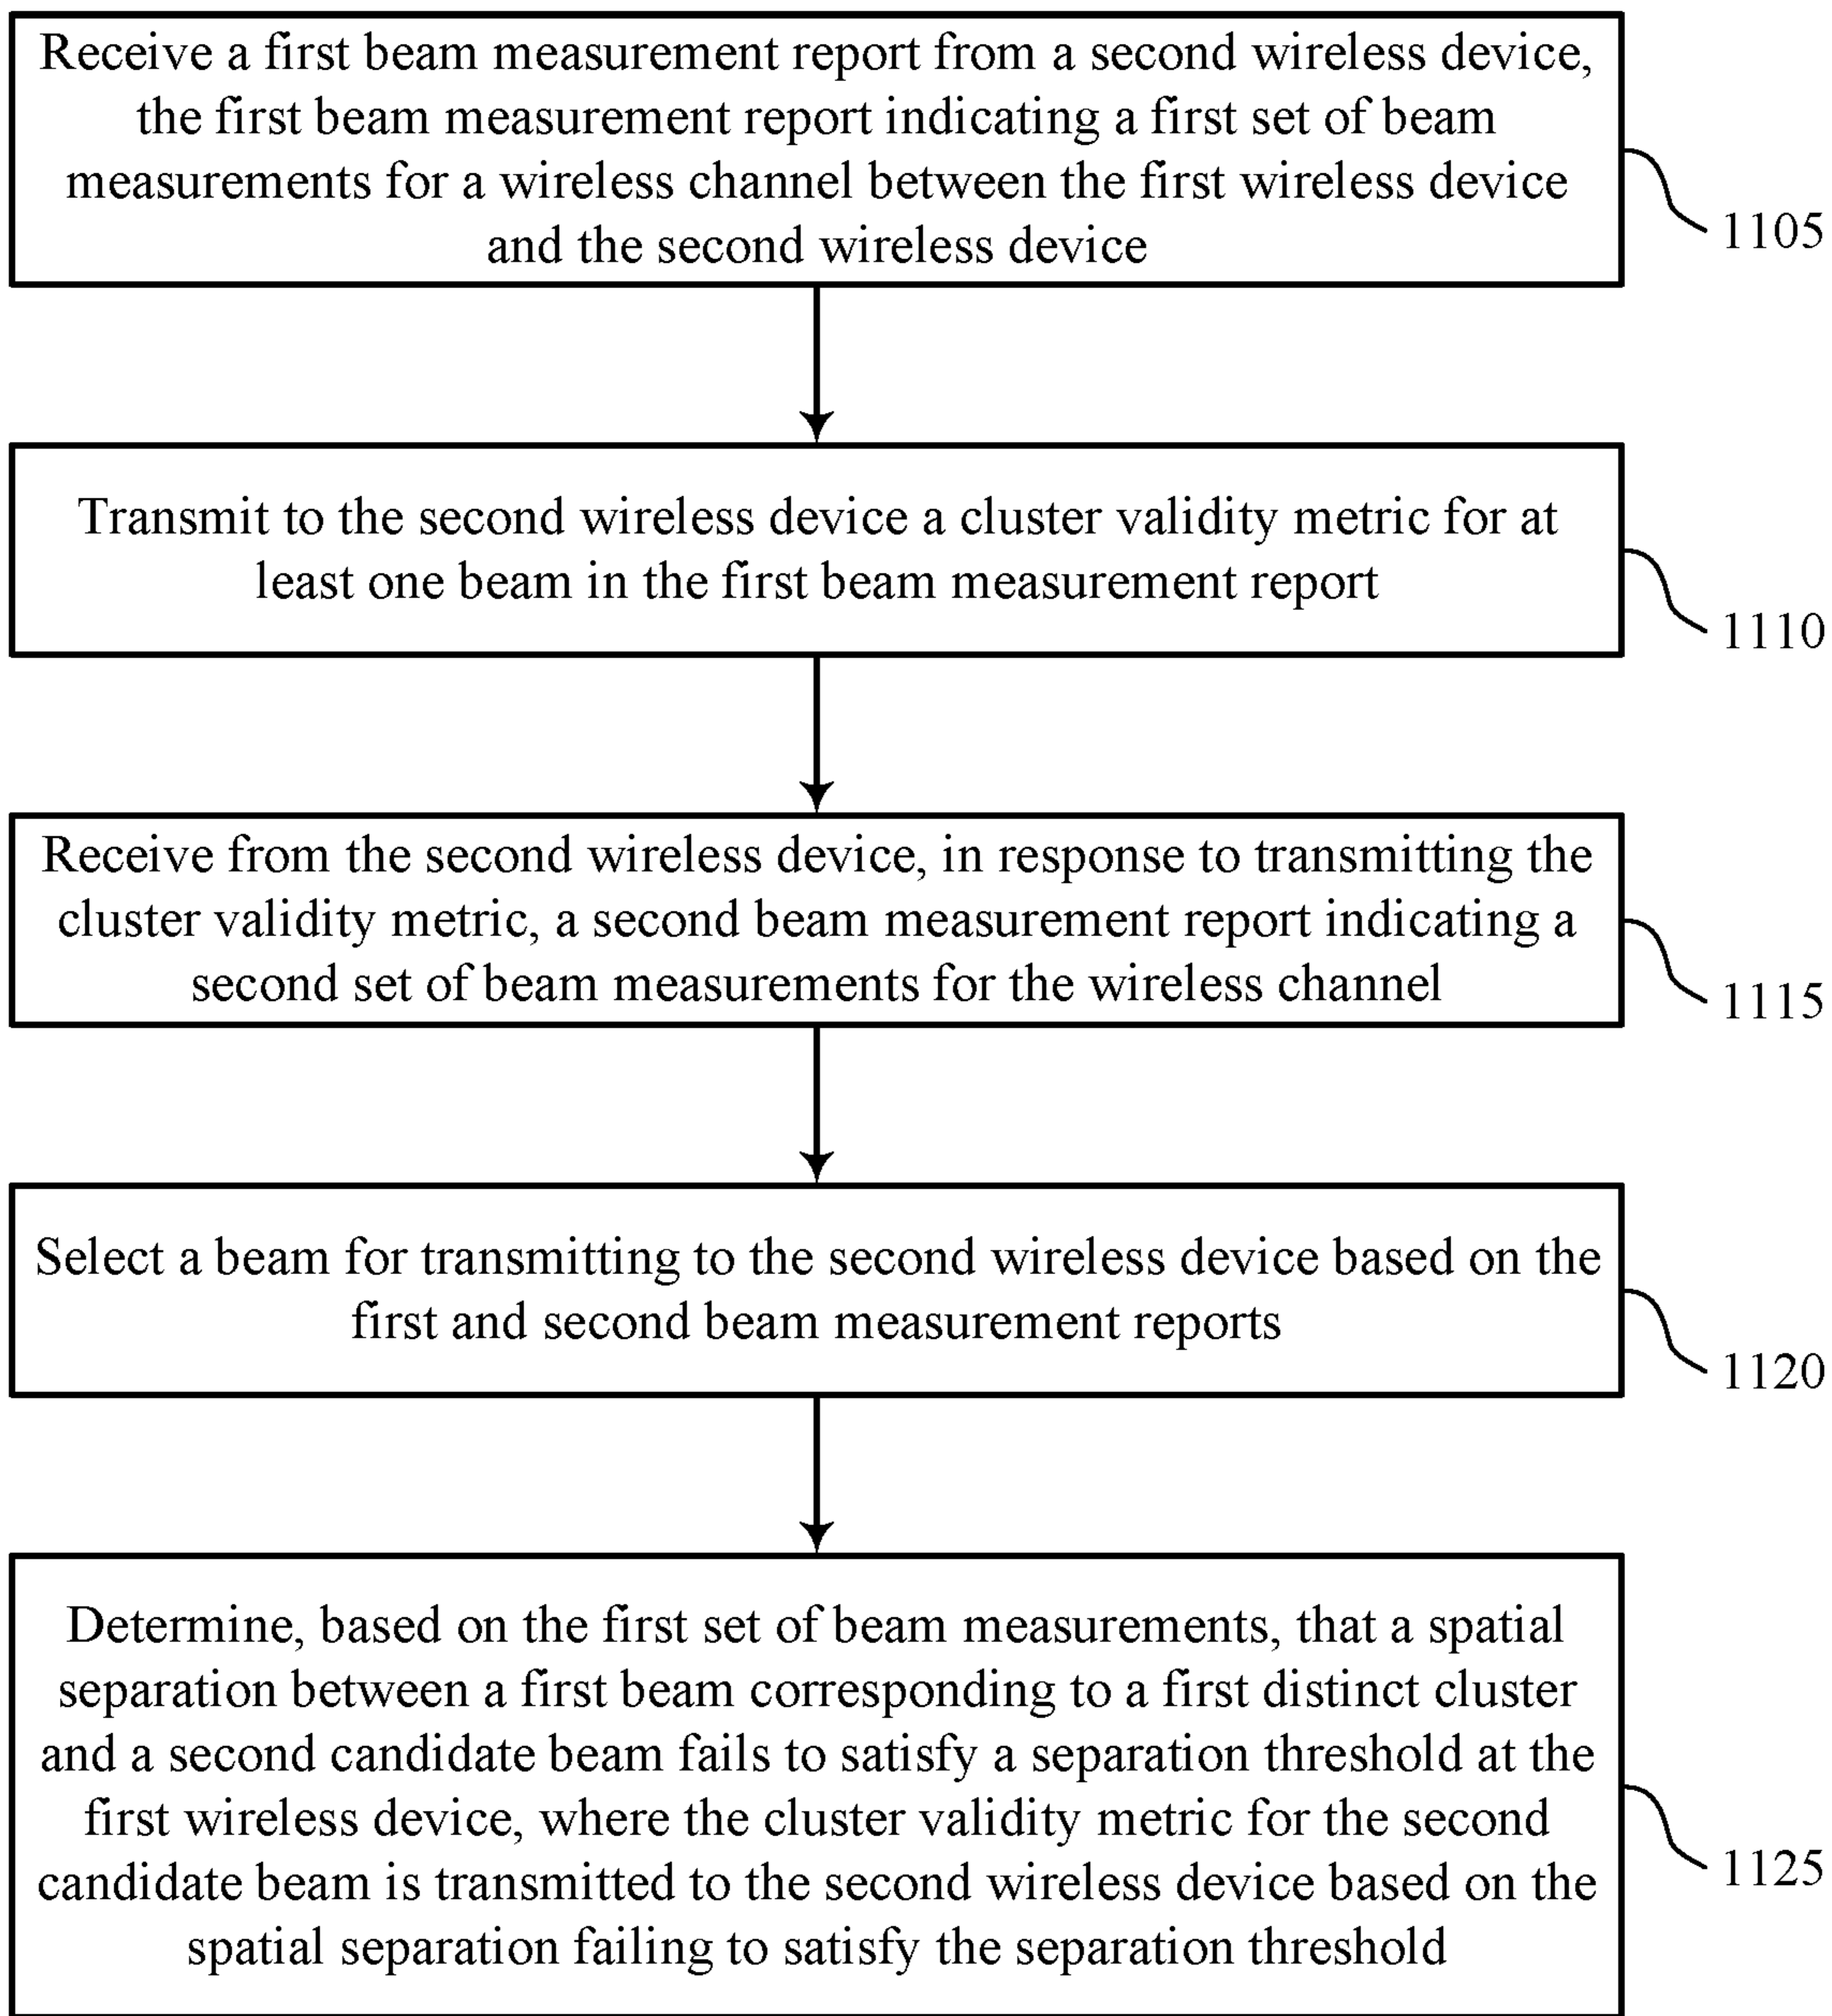 Receive a first beam measurement report from a second wireless device,
the first beam measurement report indicating a first set of beam
measurements for a wireless channel between the first wireless device
and the second wireless device
1105
Transmit to the second wireless device a cluster validity metric for at
least one beam in the first beam measurement report
1110
Receive from the second wireless device, in response to transmitting the
cluster validity metric, a second beam measurement report indicating a
second set of beam measurements for the wireless channel
1115
Select a beam for transmitting to the second wireless device based on the
first and second beam measurement reports
1120
Determine, based on the first set of beam measurements, that a spatial
separation between a first beam corresponding to a first distinct cluster
and a second candidate beam fails to satisfy a separation threshold at the
first wireless device, where the cluster validity metric for the second
candidate beam is transmitted to the second wireless device based on the
spatial separation failing to satisfy the separation threshold
1125